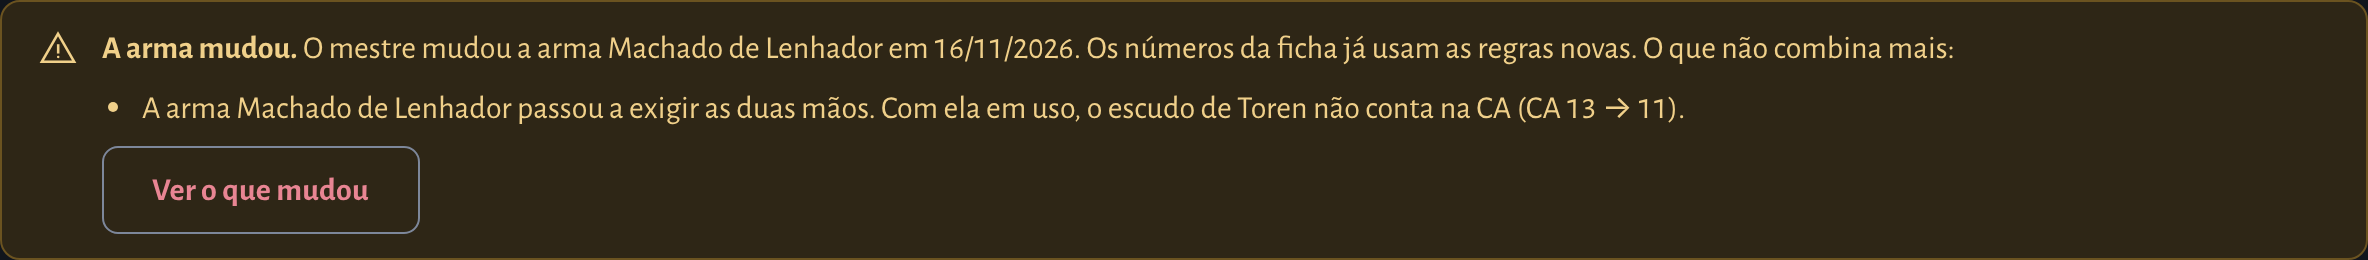 A arma mudou. O mestre mudou a arma Machado de Lenhador em 16/11/2026. Os números da ficha já usam as regras novas. O que não combina mais:
• A arma Machado de Lenhador passou a exigir as duas mãos. Com ela em uso, o escudo de Toren não conta na CA (CA 13 → 11).
Ver o que mudou